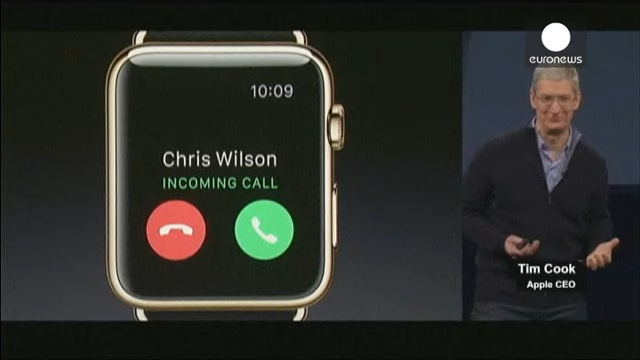 euronews
10:09
Chris Wilson
INCOMING CALL
Tim Cook
Apple CEO